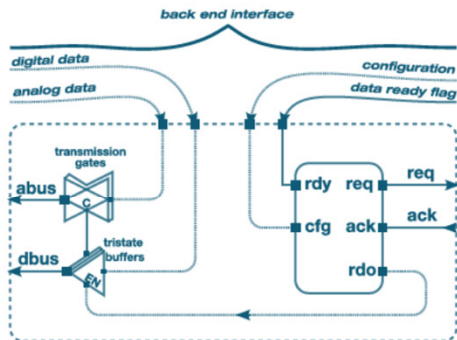 back end interface
digital data
configuration
analog data
data ready flag
transmission
gates
abus
C
rdy req
req
cfg ack
ack
tristate
buffers
dbus
EN
rdo